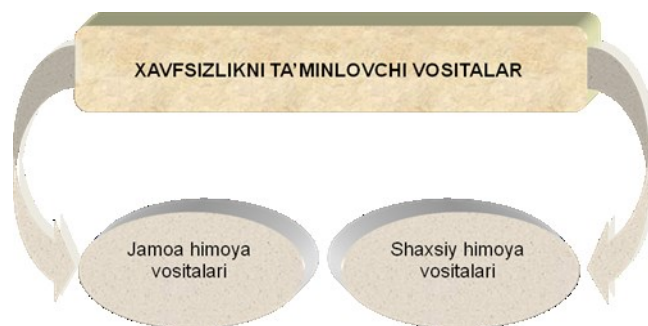 XAVFSIZLIKNI TA’MINLOVCHI VOSITALAR
Jamoa himoya
vositalari
Shaxsiy himoya
vositalari